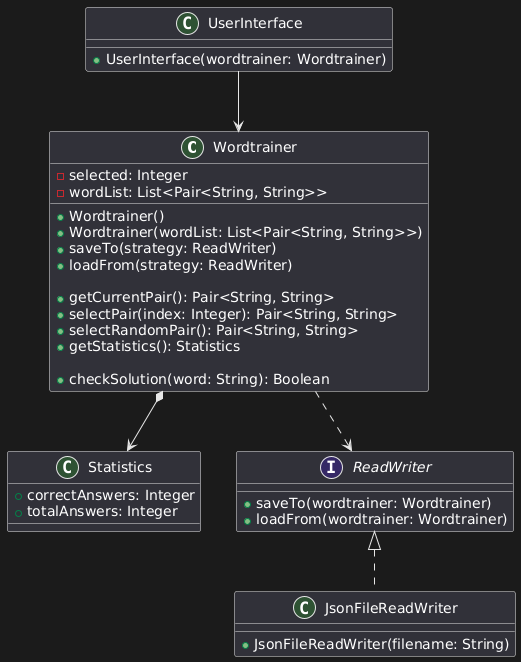 C UserInterface
UserInterface(wordtrainer: Wordtrainer)
C Wordtrainer
selected: Integer
wordList: List<Pair<String, String>>
Wordtrainer()
Wordtrainer(wordList: List<Pair<String, String>>)
saveTo(strategy: ReadWriter)
loadFrom(strategy: ReadWriter)
getCurrentPair(): Pair<String, String>
selectPair(index: Integer): Pair<String, String>
selectRandomPair(): Pair<String, String>
getStatistics(): Statistics
checkSolution(word: String): Boolean
C Statistics
correctAnswers: Integer
totalAnswers: Integer
I ReadWriter
saveTo(wordtrainer: Wordtrainer)
loadFrom(wordtrainer: Wordtrainer)
C JsonFileReadWriter
JsonFileReadWriter(filename: String)